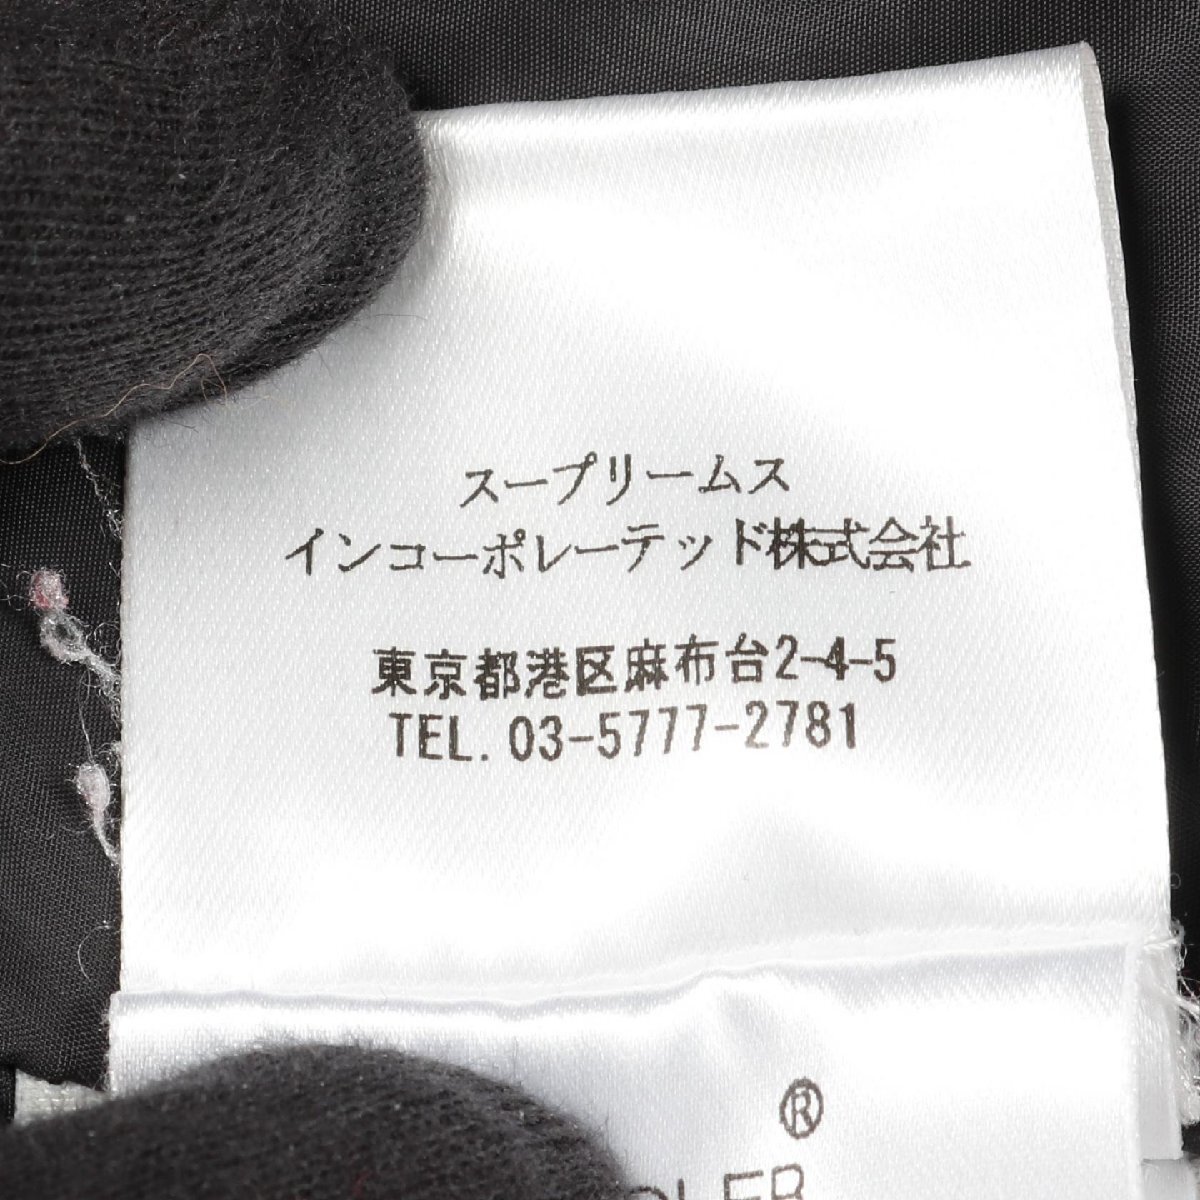 スープリームス
インコーポレーテッド株式会社
東京都港区麻布台2-4-5
TEL. 03-5777-2781
®